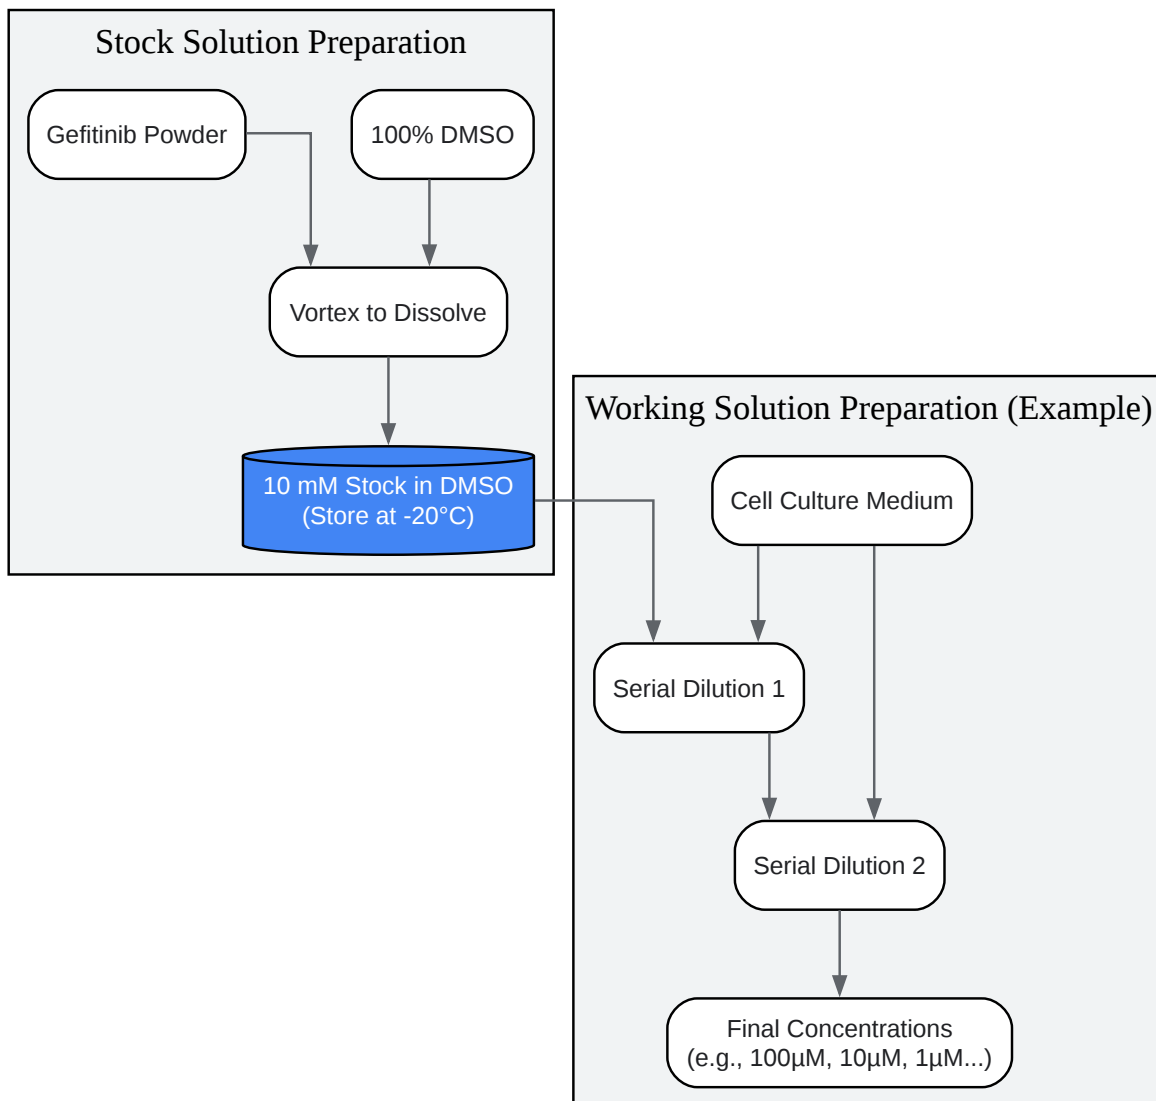 Stock Solution Preparation
Gefitinib Powder
100% DMSO
Vortex to Dissolve
10 mM Stock in DMSO
(Store at -20°C)
Working Solution Preparation (Example)
Cell Culture Medium
Serial Dilution 1
Serial Dilution 2
Final Concentrations
(e.g., 100µM, 10µM, 1µM...)